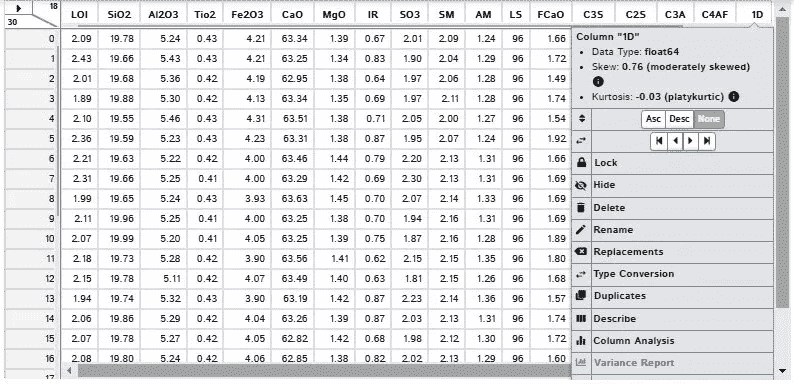 18 LOI SiO2 Al2O3 Tio2 Fe2O3 CaO MgO IR SO3 SM AM LS FCaO C3S C2S C3A C4AF 1D
30
0 2.09 19.78 5.24 0.43 4.21 63.34 1.39 0.67 2.01 2.09 1.24 96 1.66
1 2.43 19.66 5.43 0.43 4.21 63.25 1.34 0.83 1.90 2.04 1.29 96 1.72
2 2.01 19.68 5.36 0.42 4.19 62.95 1.38 0.64 1.97 2.06 1.28 96 1.49
3 1.89 19.88 5.30 0.42 4.13 63.34 1.35 0.69 1.97 2.11 1.28 96 1.74
4 2.10 19.55 5.46 0.43 4.31 63.51 1.38 0.71 2.05 2.00 1.27 96 1.54
5 2.36 19.59 5.23 0.43 4.23 63.31 1.38 0.87 1.95 2.07 1.24 96 1.92
6 2.21 19.63 5.22 0.42 4.00 63.46 1.44 0.79 2.20 2.13 1.31 96 1.66
7 2.31 19.66 5.25 0.41 4.00 63.29 1.42 0.69 2.30 2.13 1.31 96 1.69
8 1.99 19.65 5.24 0.43 3.93 63.63 1.45 0.70 2.07 2.14 1.33 96 1.69
9 2.11 19.96 5.25 0.41 4.00 63.25 1.38 0.70 1.94 2.16 1.31 96 1.69
10 2.07 19.99 5.20 0.41 4.05 63.25 1.39 0.75 1.87 2.16 1.28 96 1.89
11 2.18 19.73 5.28 0.42 3.90 63.56 1.41 0.62 2.15 2.15 1.35 96 1.80
12 2.15 19.78 5.11 0.42 4.07 63.49 1.40 0.63 1.81 2.15 1.26 96 1.68
13 1.94 19.74 5.32 0.43 3.90 63.19 1.42 0.87 2.23 2.14 1.36 96 1.57
14 2.06 19.86 5.29 0.42 4.04 63.26 1.39 0.87 2.03 2.13 1.31 96 1.74
15 2.07 19.78 5.27 0.42 4.05 62.82 1.42 0.68 1.98 2.12 1.30 96 1.72
16 2.08 19.80 5.24 0.42 4.06 62.85 1.38 0.82 2.02 2.13 1.29 96 1.60
17
Column "1D"
Data Type: float64
Skew: 0.76 (moderately skewed)
Kurtosis: -0.03 (platykurtic)
Asc Desc None
Lock
Hide
Delete
Rename
Replacements
Type Conversion
Duplicates
Describe
Column Analysis
Variance Report